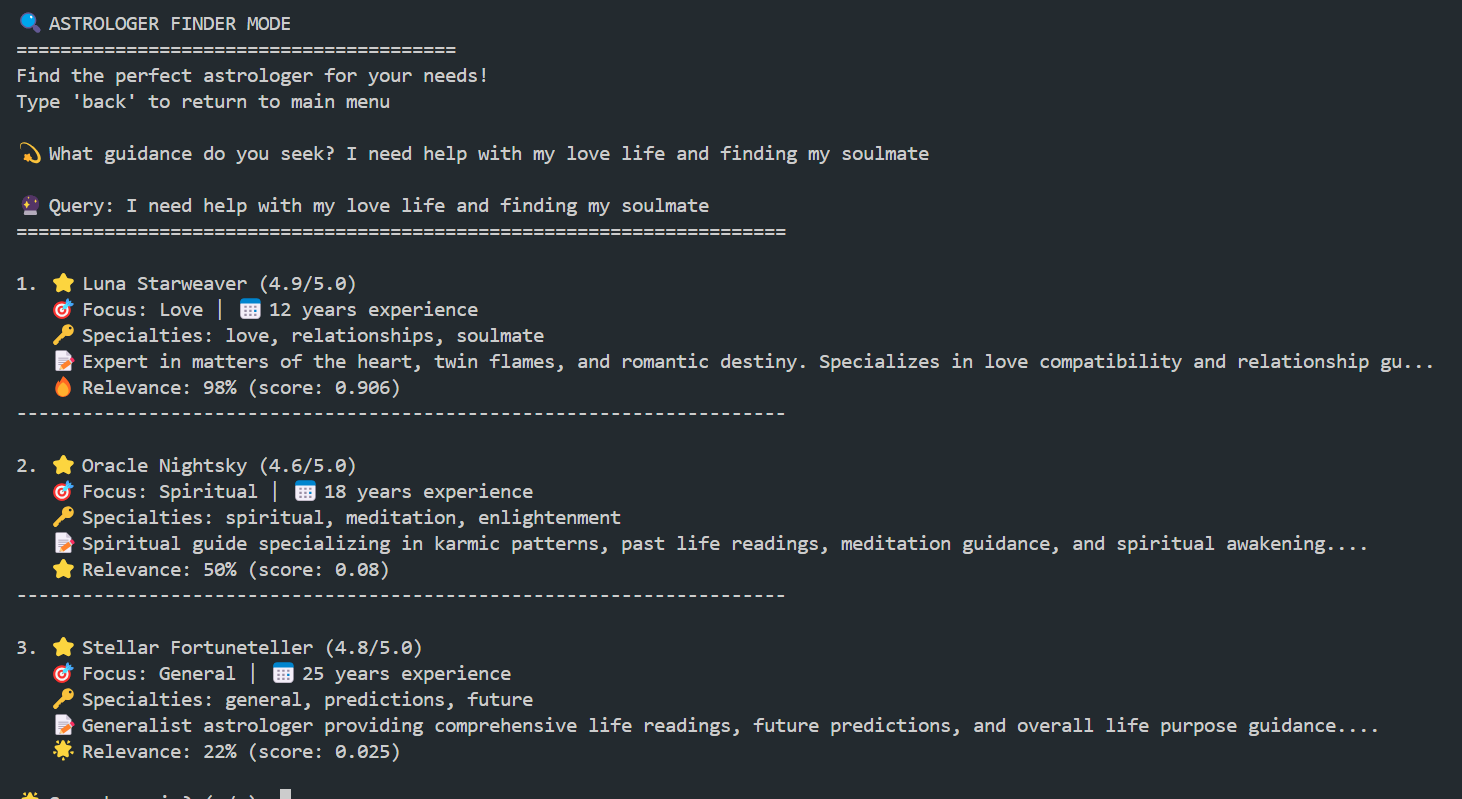 🔍 ASTROLOGER FINDER MODE
========================================
Find the perfect astrologer for your needs!
Type 'back' to return to main menu
💫 What guidance do you seek? I need help with my love life and finding my soulmate
🔮 Query: I need help with my love life and finding my soulmate
======================================================================
1. ⭐ Luna Starweaver (4.9/5.0)
🎯 Focus: Love | 📅 12 years experience
🔑 Specialties: love, relationships, soulmate
📝 Expert in matters of the heart, twin flames, and romantic destiny. Specializes in love compatibility and relationship gu...
🔥 Relevance: 98% (score: 0.906)
----------------------------------------------------------------------
2. ⭐ Oracle Nightsky (4.6/5.0)
🎯 Focus: Spiritual | 📅 18 years experience
🔑 Specialties: spiritual, meditation, enlightenment
📝 Spiritual guide specializing in karmic patterns, past life readings, meditation guidance, and spiritual awakening....
⭐ Relevance: 50% (score: 0.08)
----------------------------------------------------------------------
3. ⭐ Stellar Fortuneteller (4.8/5.0)
🎯 Focus: General | 📅 25 years experience
🔑 Specialties: general, predictions, future
📝 Generalist astrologer providing comprehensive life readings, future predictions, and overall life purpose guidance....
🌟 Relevance: 22% (score: 0.025)